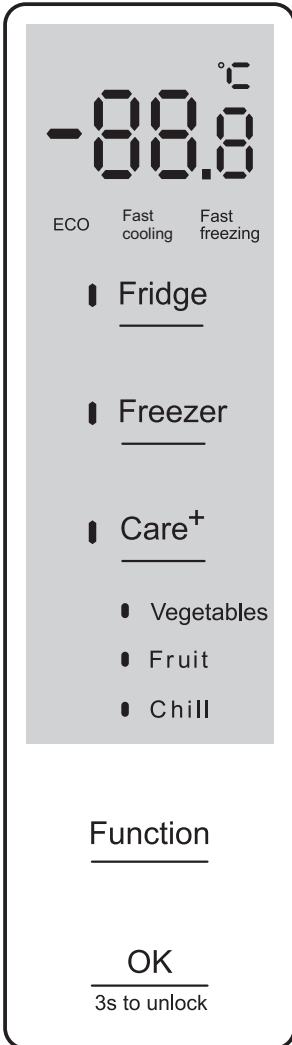 °C
-88.8
ECO Fast cooling Fast freezing
Fridge
Freezer
Care+
Vegetables
Fruit
Chill
Function
OK
3s to unlock